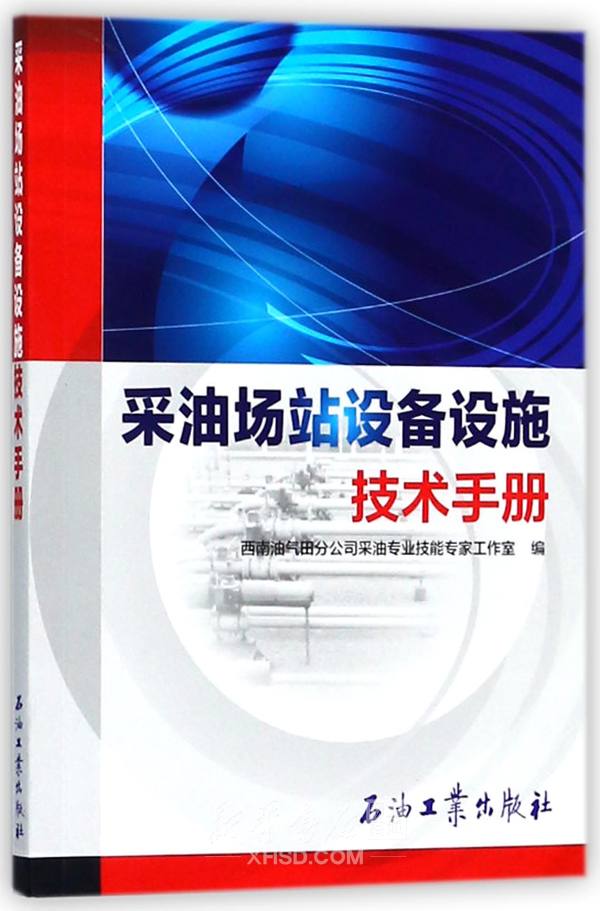 采油场站设备设施技术手册
石油工业出版社
采油场站设备设施
技术手册
西南油气田分公司采油专业技能专家工作室 编
石油工業出版社
XHSD.COM